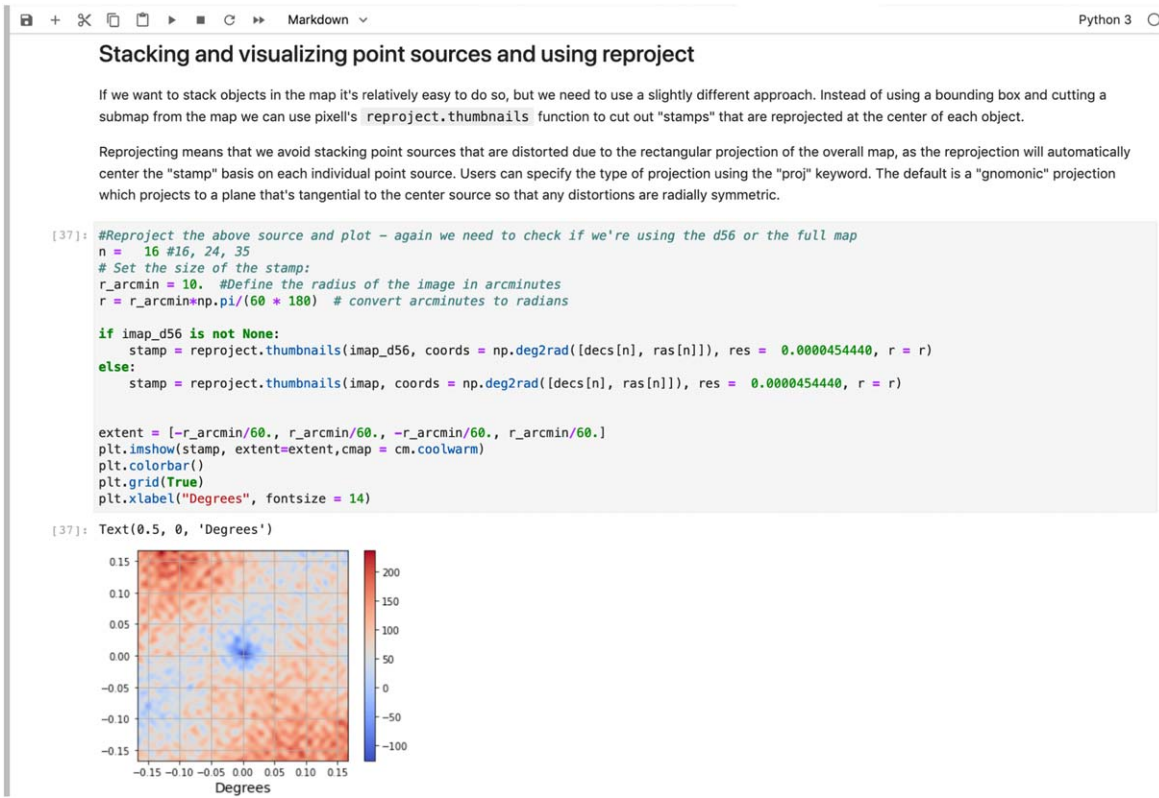 Markdown
Python 3
Stacking and visualizing point sources and using reproject
If we want to stack objects in the map it's relatively easy to do so, but we need to use a slightly different approach. Instead of using a bounding box and cutting a
submap from the map we can use pixell's reproject.thumbnails function to cut out "stamps" that are reprojected at the center of each object.
Reprojecting means that we avoid stacking point sources that are distorted due to the rectangular projection of the overall map, as the reprojection will automatically
center the "stamp" basis on each individual point source. Users can specify the type of projection using the "proj" keyword. The default is a "gnomonic" projection
which projects to a plane that's tangential to the center source so that any distortions are radially symmetric.
[37]: #Reproject the above source and plot – again we need to check if we're using the d56 or the full map
n =   16 #16, 24, 35
# Set the size of the stamp:
r_arcmin = 10.  #Define the radius of the image in arcminutes
r = r_arcmin*np.pi/(60 * 180)  # convert arcminutes to radians
if imap_d56 is not None:
    stamp = reproject.thumbnails(imap_d56, coords = np.deg2rad([decs[n], ras[n]]), res =  0.0000454440, r = r)
else:
    stamp = reproject.thumbnails(imap, coords = np.deg2rad([decs[n], ras[n]]), res =  0.0000454440, r = r)
extent = [-r_arcmin/60., r_arcmin/60., -r_arcmin/60., r_arcmin/60.]
plt.imshow(stamp, extent=extent,cmap = cm.coolwarm)
plt.colorbar()
plt.grid(True)
plt.xlabel("Degrees", fontsize = 14)
[37]: Text(0.5, 0, 'Degrees')
0.15
0.10
0.05
0.00
−0.05
−0.10
−0.15
−0.15 −0.10 −0.05 0.00 0.05 0.10 0.15
Degrees
200
150
100
50
0
−50
−100